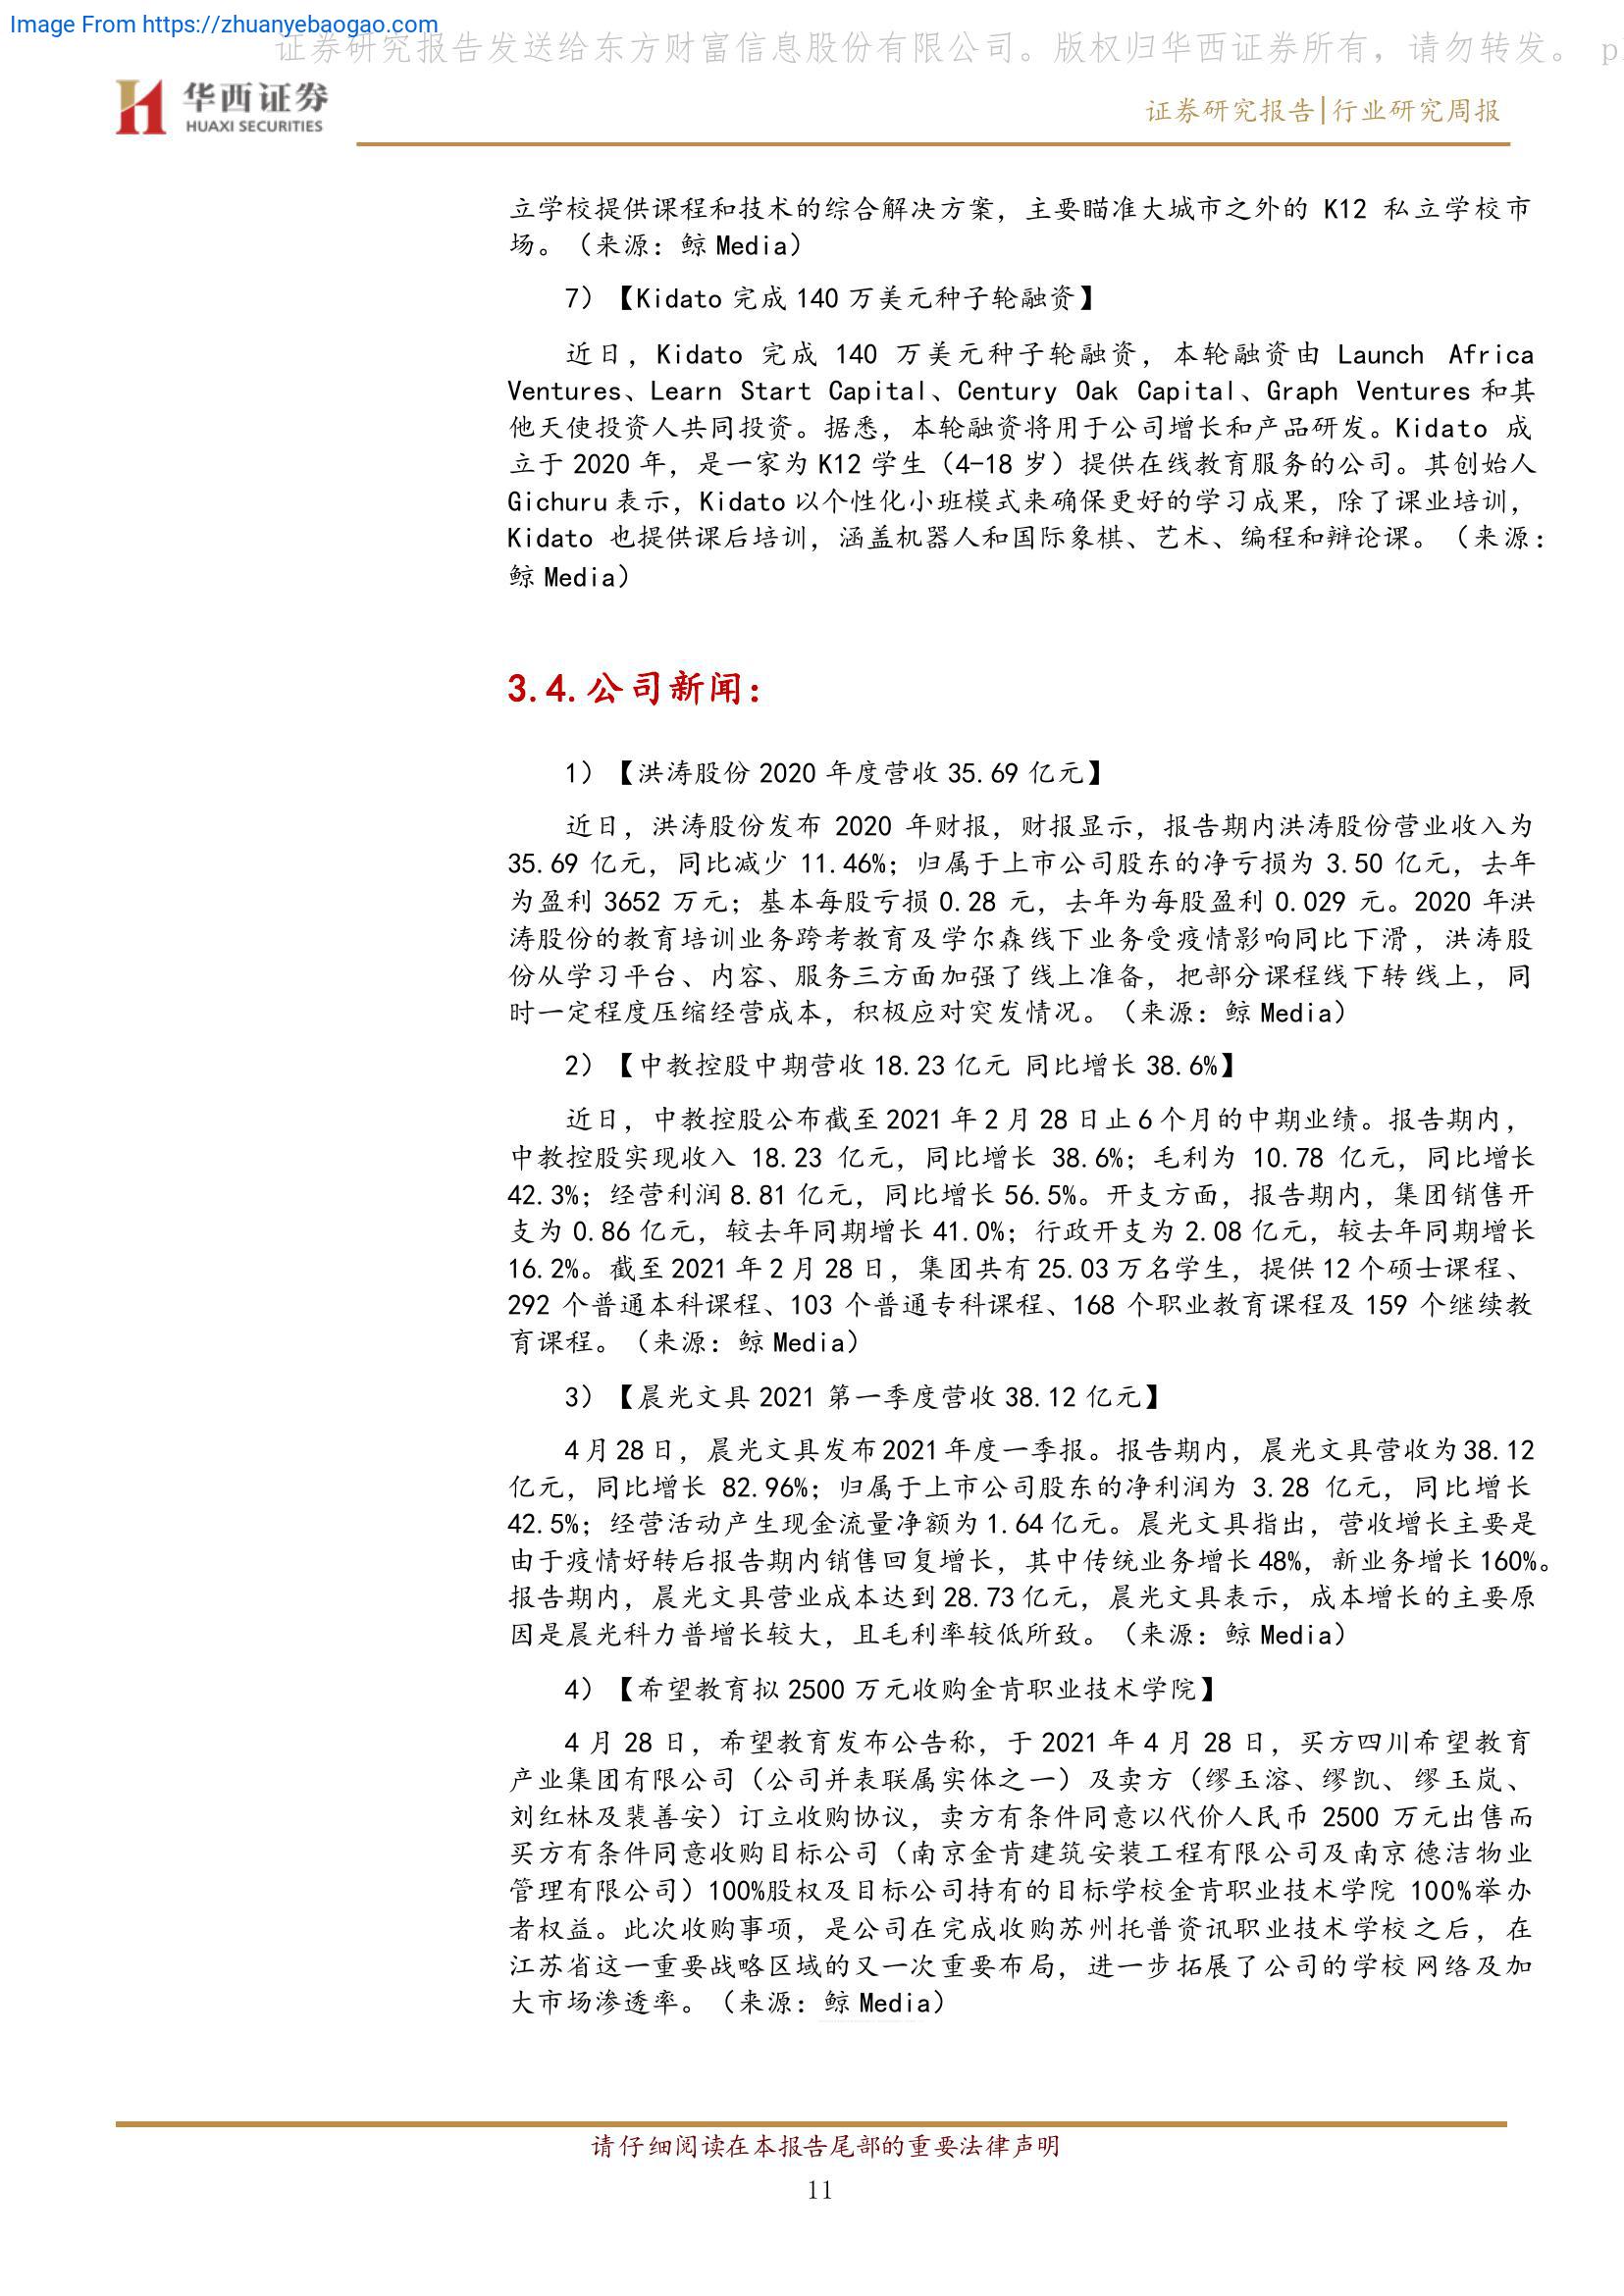 Image From https://zhuanyebaogao.com
证券研究报告发送给东方财富信息股份有限公司。版权归华西证券所有，请勿转发。 p
华西证券
HUAXI SECURITIES
证券研究报告|行业研究周报
立学校提供课程和技术的综合解决方案，主要瞄准大城市之外的 K12 私立学校市
场。（来源：鲸 Media）
7）【Kidato 完成 140 万美元种子轮融资】
近日，Kidato 完成 140 万美元种子轮融资，本轮融资由 Launch Africa
Ventures、Learn Start Capital、Century Oak Capital、Graph Ventures 和其
他天使投资人共同投资。据悉，本轮融资将用于公司增长和产品研发。Kidato 成
立于 2020 年，是一家为 K12 学生（4-18 岁）提供在线教育服务的公司。其创始人
Gichuru 表示，Kidato 以个性化小班模式来确保更好的学习成果，除了课业培训，
Kidato 也提供课后培训，涵盖机器人和国际象棋、艺术、编程和辩论课。（来源：
鲸 Media）
3.4.公司新闻：
1）【洪涛股份 2020 年度营收 35.69 亿元】
近日，洪涛股份发布 2020 年财报，财报显示，报告期内洪涛股份营业收入为
35.69 亿元，同比减少 11.46%；归属于上市公司股东的净亏损为 3.50 亿元，去年
为盈利 3652 万元；基本每股亏损 0.28 元，去年为每股盈利 0.029 元。2020 年洪
涛股份的教育培训业务跨考教育及学尔森线下业务受疫情影响同比下滑，洪涛股
份从学习平台、内容、服务三方面加强了线上准备，把部分课程线下转线上，同
时一定程度压缩经营成本，积极应对突发情况。（来源：鲸 Media）
2）【中教控股中期营收 18.23 亿元 同比增长 38.6%】
近日，中教控股公布截至 2021 年 2 月 28 日止 6 个月的中期业绩。报告期内，
中教控股实现收入 18.23 亿元，同比增长 38.6%；毛利为 10.78 亿元，同比增长
42.3%；经营利润 8.81 亿元，同比增长 56.5%。开支方面，报告期内，集团销售开
支为 0.86 亿元，较去年同期增长 41.0%；行政开支为 2.08 亿元，较去年同期增长
16.2%。截至 2021 年 2 月 28 日，集团共有 25.03 万名学生，提供 12 个硕士课程、
292 个普通本科课程、103 个普通专科课程、168 个职业教育课程及 159 个继续教
育课程。（来源：鲸 Media）
3）【晨光文具 2021 第一季度营收 38.12 亿元】
4 月 28 日，晨光文具发布 2021 年度一季报。报告期内，晨光文具营收为 38.12
亿元，同比增长 82.96%；归属于上市公司股东的净利润为 3.28 亿元，同比增长
42.5%；经营活动产生现金流量净额为 1.64 亿元。晨光文具指出，营收增长主要是
由于疫情好转后报告期内销售回复增长，其中传统业务增长 48%，新业务增长 160%。
报告期内，晨光文具营业成本达到 28.73 亿元，晨光文具表示，成本增长的主要原
因是晨光科力普增长较大，且毛利率较低所致。（来源：鲸 Media）
4）【希望教育拟 2500 万元收购金肯职业技术学院】
4 月 28 日，希望教育发布公告称，于 2021 年 4 月 28 日，买方四川希望教育
产业集团有限公司（公司并表联属实体之一）及卖方（缪玉溶、缪凯、缪玉岚、
刘红林及裴善安）订立收购协议，卖方有条件同意以代价人民币 2500 万元出售而
买方有条件同意收购目标公司（南京金肯建筑安装工程有限公司及南京德洁物业
管理有限公司）100%股权及目标公司持有的目标学校金肯职业技术学院 100%举办
者权益。此次收购事项，是公司在完成收购苏州托普资讯职业技术学校之后，在
江苏省这一重要战略区域的又一次重要布局，进一步拓展了公司的学校网络及加
大市场渗透率。（来源：鲸 Media）
请仔细阅读在本报告尾部的重要法律声明
11